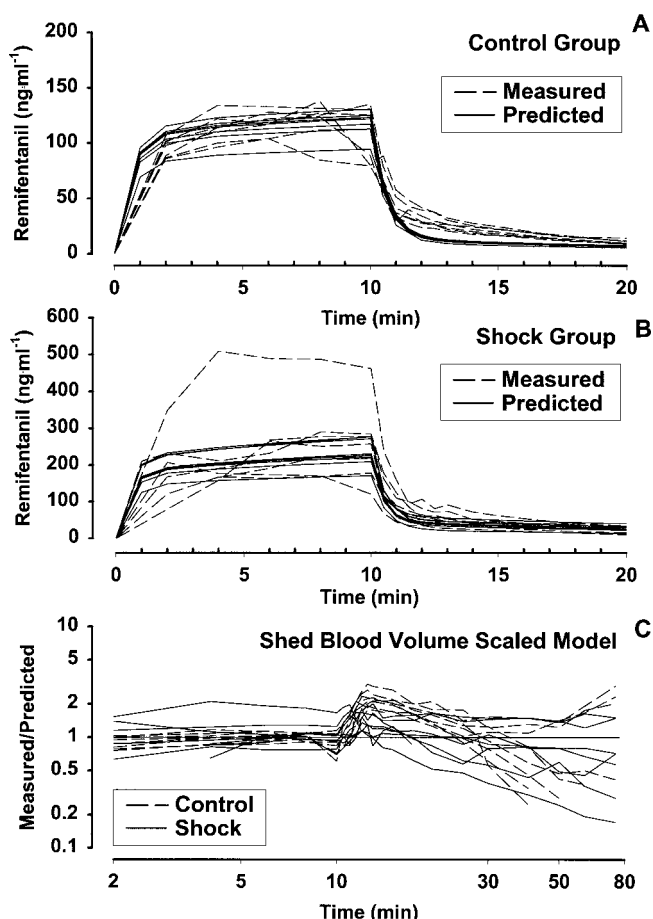 A
Control Group
200
150
100
50
0
Remifentanil (ng·ml⁻¹)
Measured
Predicted
0 5 10 15 20
Time (min)
B
Shock Group
600
500
400
300
200
100
0
Remifentanil (ng·ml⁻¹)
Measured
Predicted
0 5 10 15 20
Time (min)
C
Shed Blood Volume Scaled Model
10
5
2
1
0.5
0.2
0.1
Measured/Predicted
Control
Shock
2 5 10 30 50 80
Time (min)